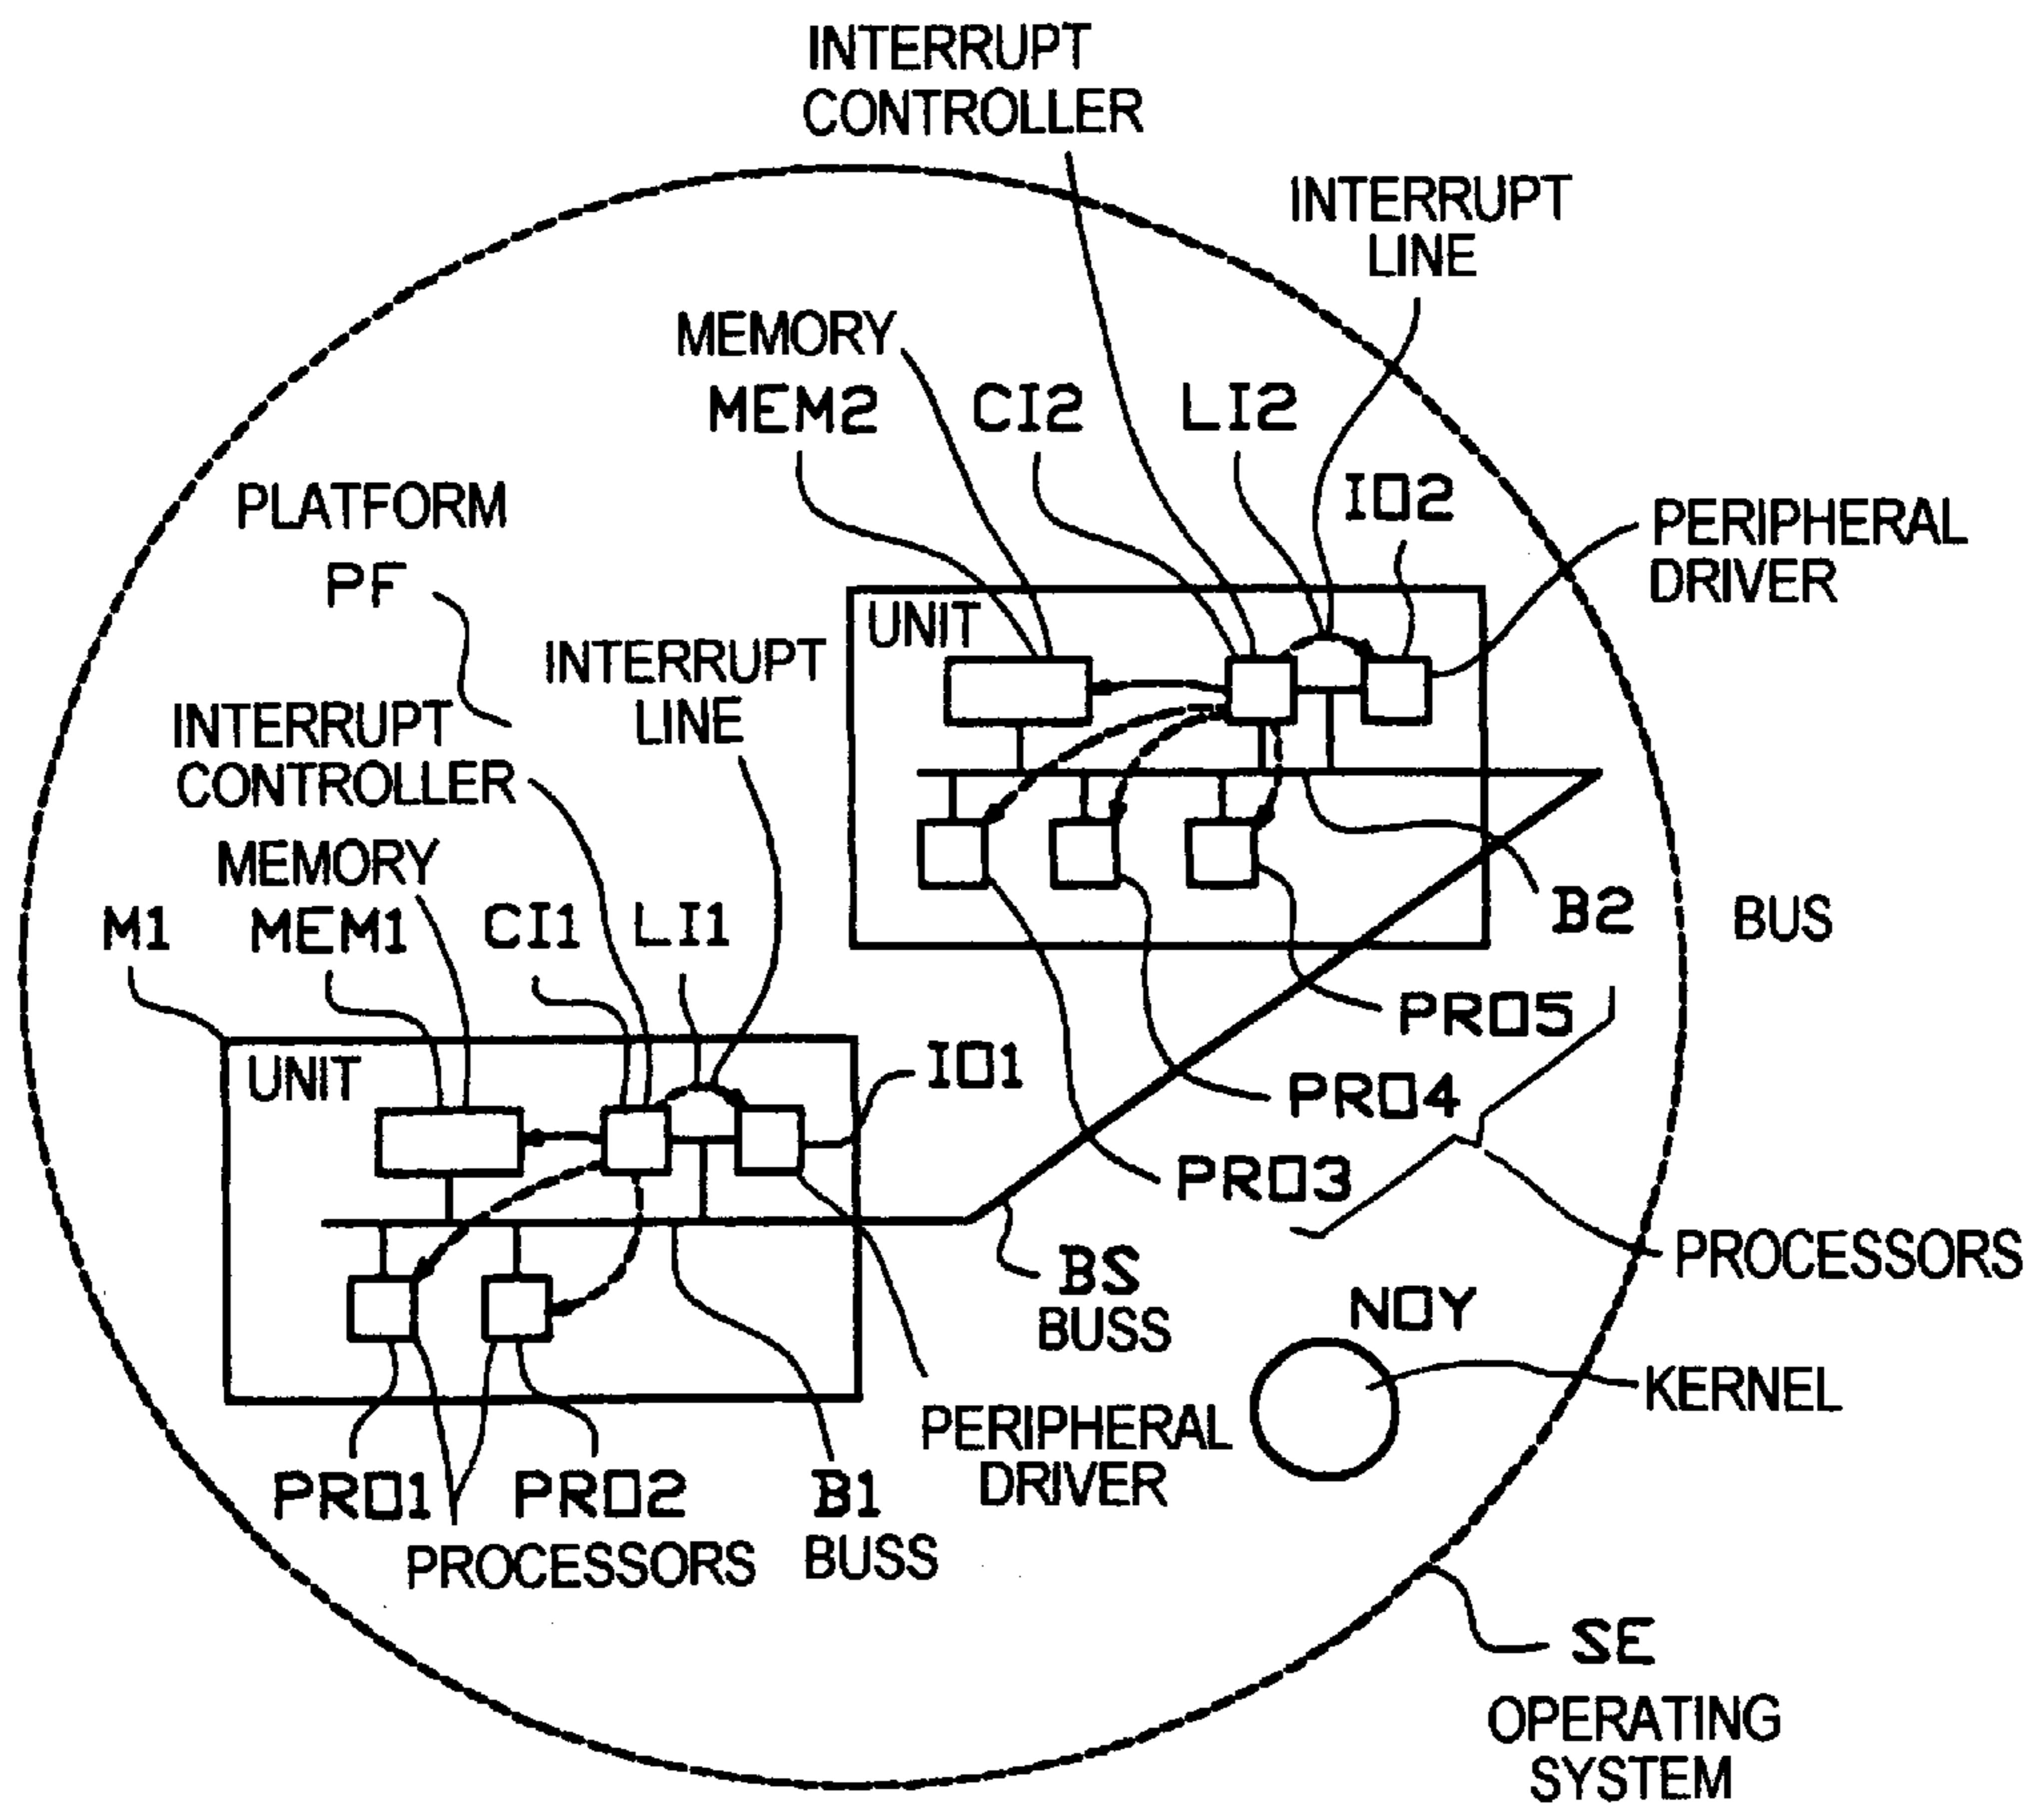 INTERRUPT
CONTROLLER
INTERRUPT
LINE
MEMORY
MEM2
CI2
LI2
IO2
PERIPHERAL
DRIVER
PLATFORM
PF
UNIT
INTERRUPT
LINE
INTERRUPT
CONTROLLER
MEMORY
MEM1
M1
CI1
LI1
B2
BUS
PRO5
UNIT
IO1
PRO4
PRO3
PROCESSORS
BS
BUSS
NOY
KERNEL
PERIPHERAL
DRIVER
PRO1
PRO2
B1
BUSS
PROCESSORS
SE
OPERATING
SYSTEM